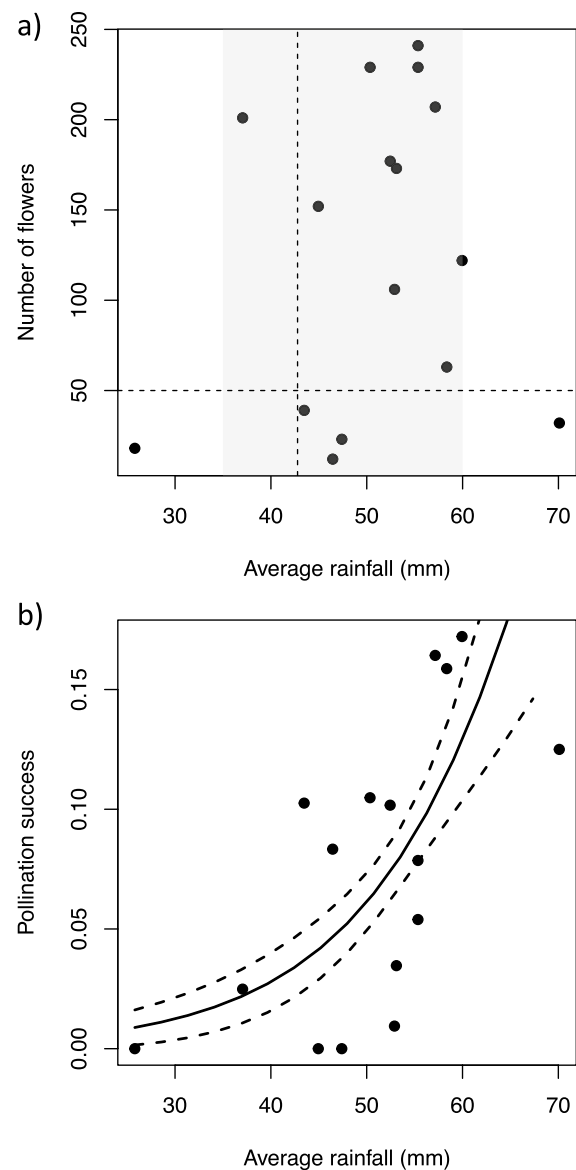 a)
250
200
150
100
50
Number of flowers
30 40 50 60 70
Average rainfall (mm)
b)
0.15
0.10
0.05
0.00
Pollination success
30 40 50 60 70
Average rainfall (mm)